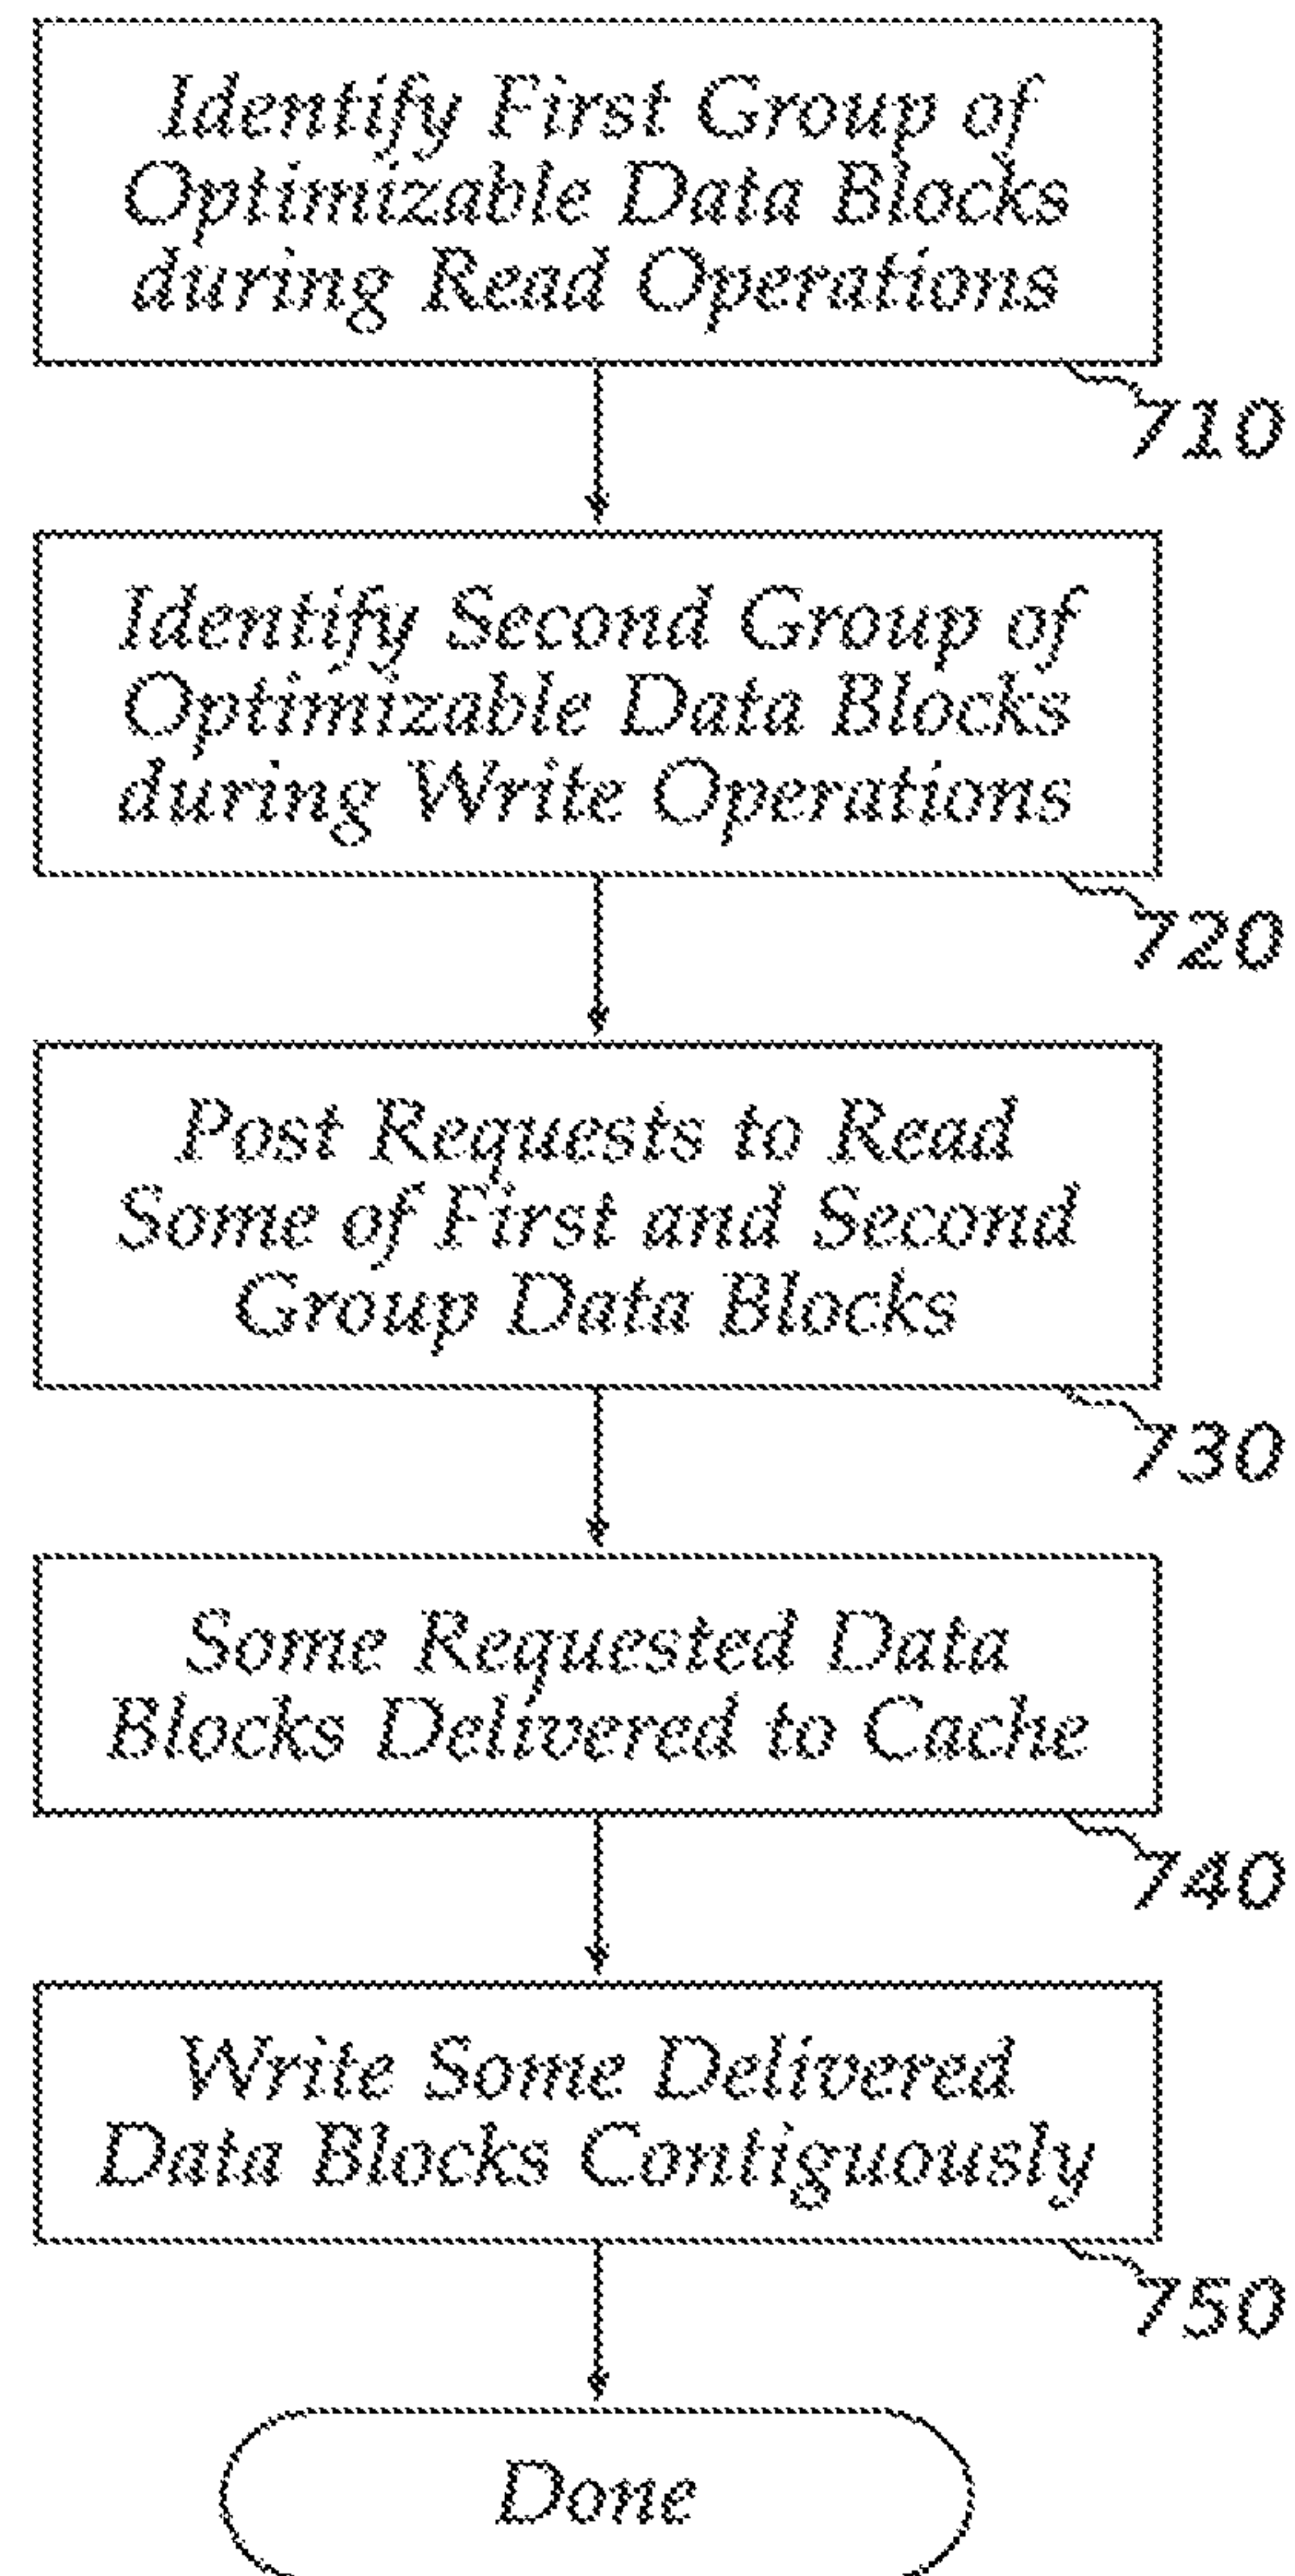 Identify First Group of
Optimizable Data Blocks
during Read Operations
710
Identify Second Group of
Optimizable Data Blocks
during Write Operations
720
Post Requests to Read
Some of First and Second
Group Data Blocks
730
Some Requested Data
Blocks Delivered to Cache
740
Write Some Delivered
Data Blocks Contiguously
750
Done